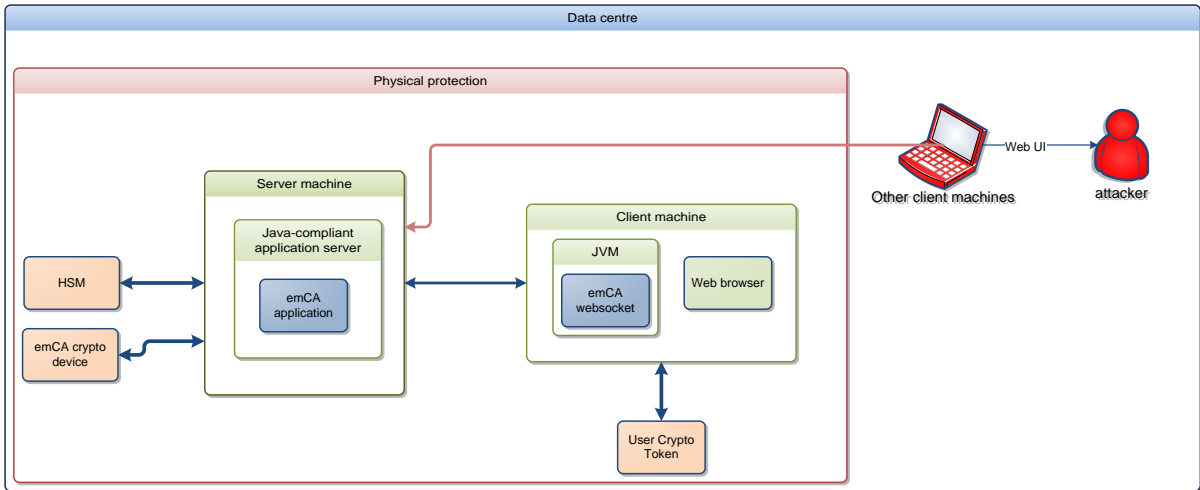 Data centre
Physical protection
Server machine
Java-compliant
application server
emCA
application
HSM
emCA crypto
device
Client machine
JVM
emCA
websocket
Web browser
User Crypto
Token
Other client machines
Web UI
attacker